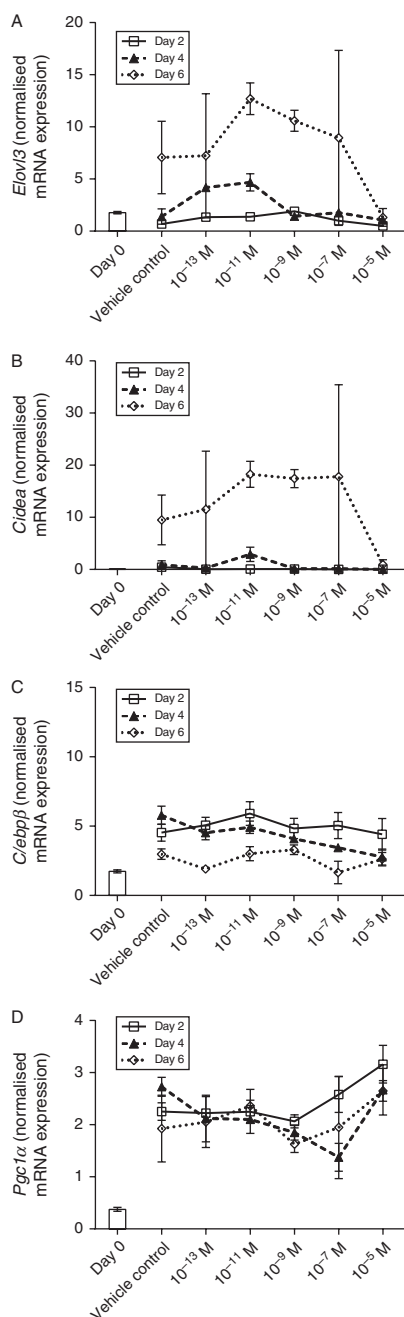 A
Elovl3 (normalised
mRNA expression)
20
15
10
5
0
Day 2
Day 4
Day 6
Day 0
Vehicle control
10⁻¹³ M
10⁻¹¹ M
10⁻⁹ M
10⁻⁷ M
10⁻⁵ M
B
Cidea (normalised
mRNA expression)
40
30
20
10
0
Day 2
Day 4
Day 6
Day 0
Vehicle control
10⁻¹³ M
10⁻¹¹ M
10⁻⁹ M
10⁻⁷ M
10⁻⁵ M
C
C/ebpβ (normalised
mRNA expression)
15
10
5
0
Day 2
Day 4
Day 6
Day 0
Vehicle control
10⁻¹³ M
10⁻¹¹ M
10⁻⁹ M
10⁻⁷ M
10⁻⁵ M
D
Pgc1α (normalised
mRNA expression)
4
3
2
1
0
Day 2
Day 4
Day 6
Day 0
Vehicle control
10⁻¹³ M
10⁻¹¹ M
10⁻⁹ M
10⁻⁷ M
10⁻⁵ M